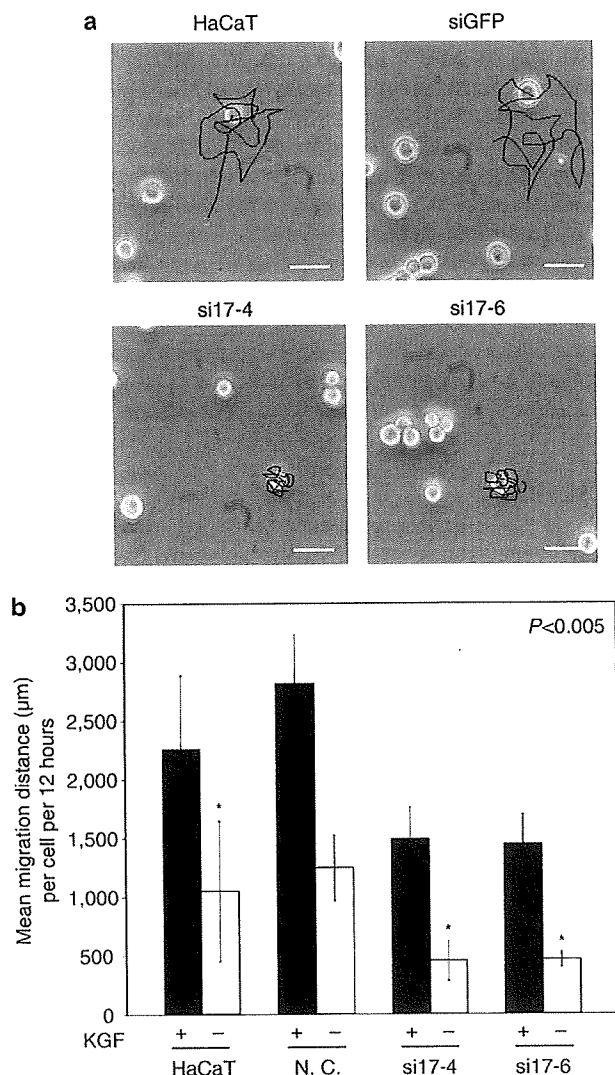 a
HaCaT
siGFP
si17-4
si17-6
b
P<0.005
Mean migration distance (μm)
per cell per 12 hours
3,500
3,000
2,500
2,000
1,500
1,000
500
0
*
*
*
KGF + − + − + − + −
HaCaT N. C. si17-4 si17-6